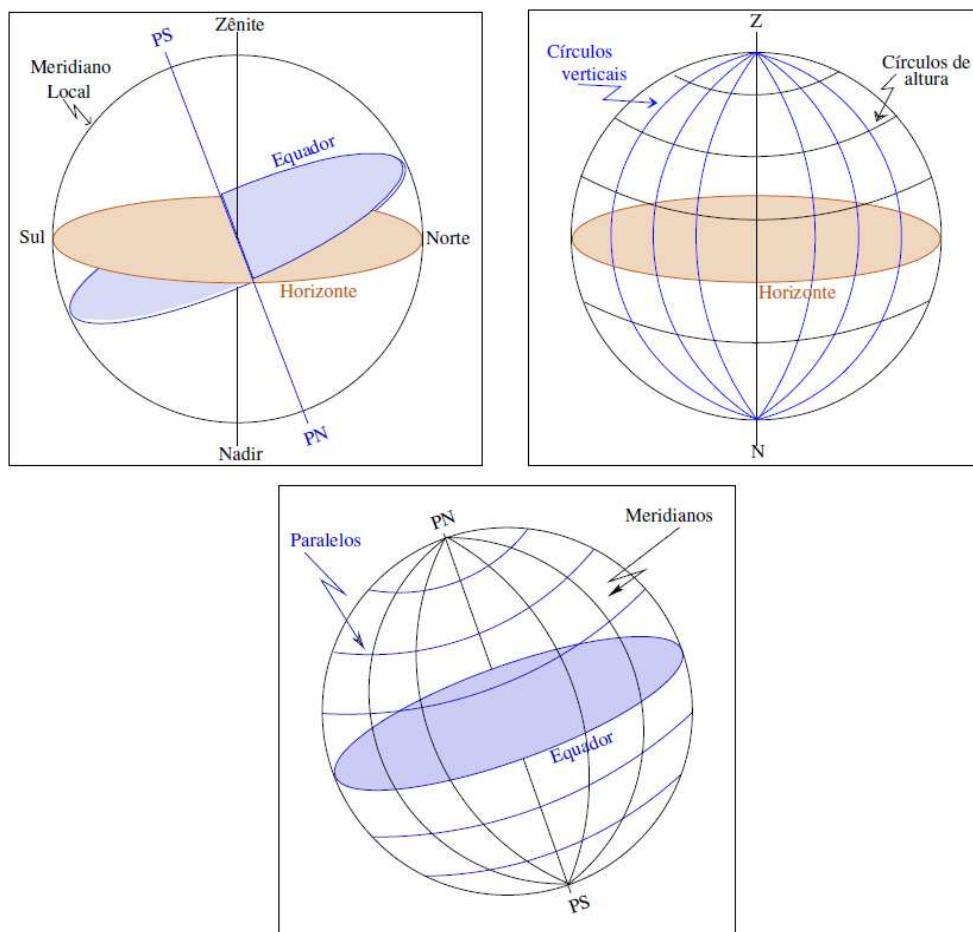 Zênite
PS
Meridiano
Local
Equador
Sul
Norte
Horizonte
PN
Nadir
Z
Círculos
verticais
Círculos de
altura
Horizonte
N
PN
Meridianos
Paralelos
Equador
PS